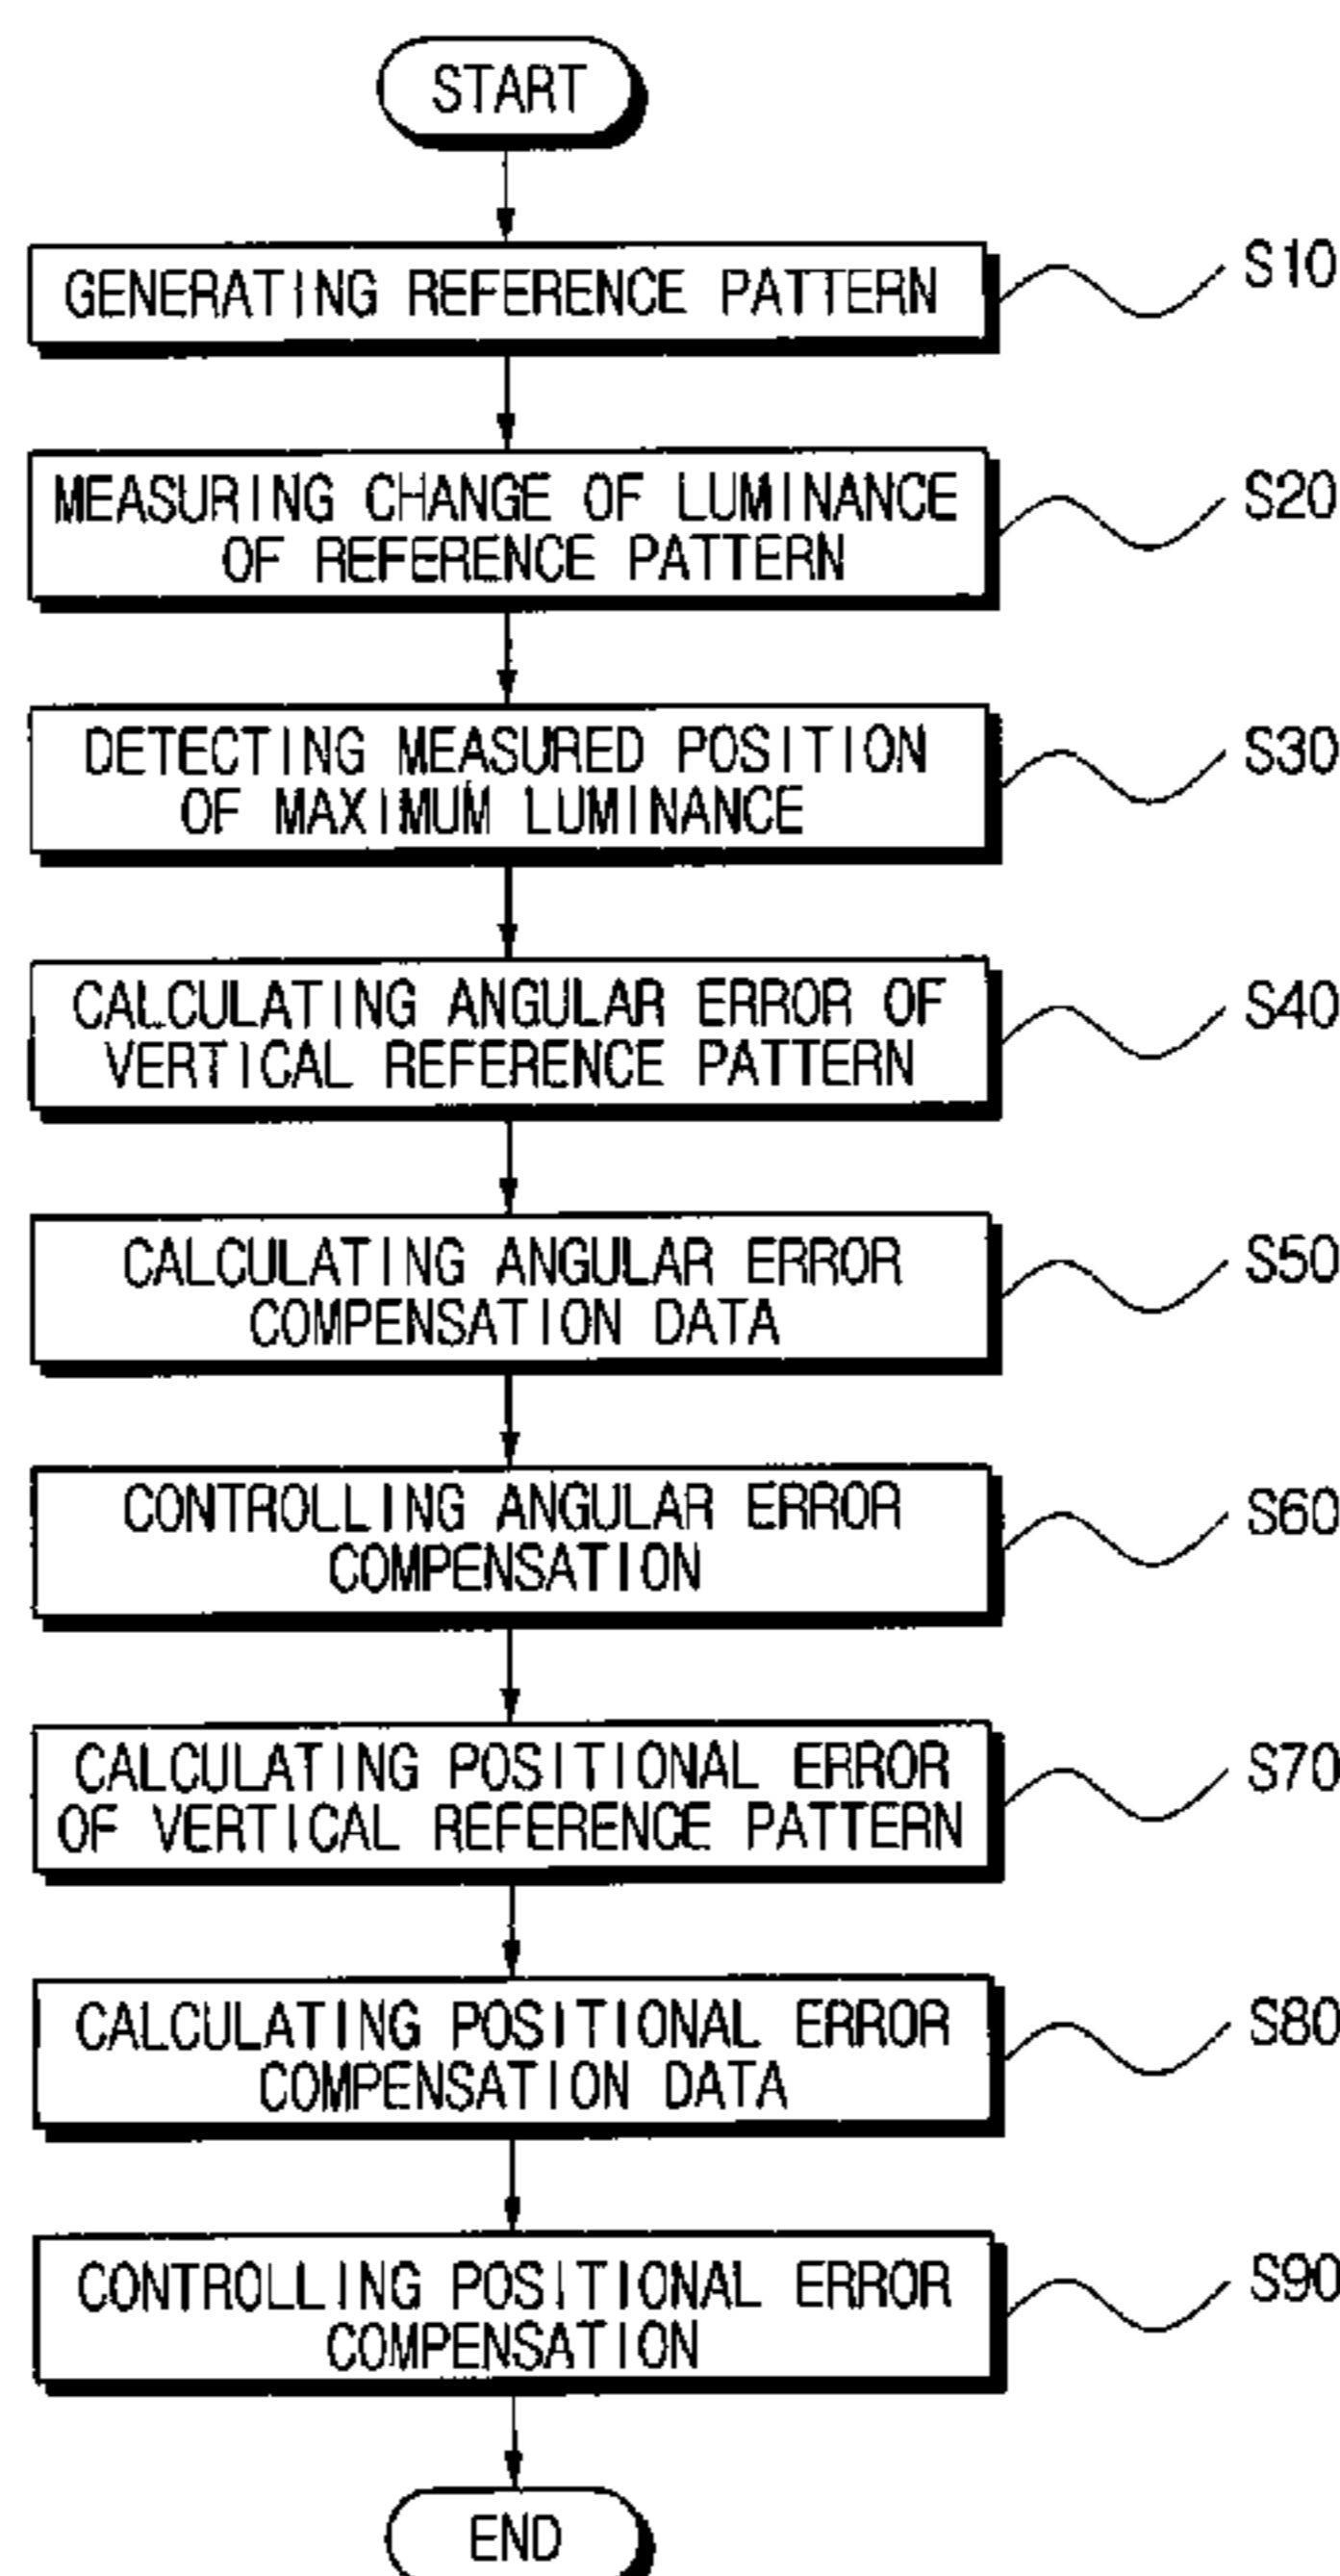 START
GENERATING REFERENCE PATTERN
S10
MEASURING CHANGE OF LUMINANCE
OF REFERENCE PATTERN
S20
DETECTING MEASURED POSITION
OF MAXIMUM LUMINANCE
S30
CALCULATING ANGULAR ERROR OF
VERTICAL REFERENCE PATTERN
S40
CALCULATING ANGULAR ERROR
COMPENSATION DATA
S50
CONTROLLING ANGULAR ERROR
COMPENSATION
S60
CALCULATING POSITIONAL ERROR
OF VERTICAL REFERENCE PATTERN
S70
CALCULATING POSITIONAL ERROR
COMPENSATION DATA
S80
CONTROLLING POSITIONAL ERROR
COMPENSATION
S90
END